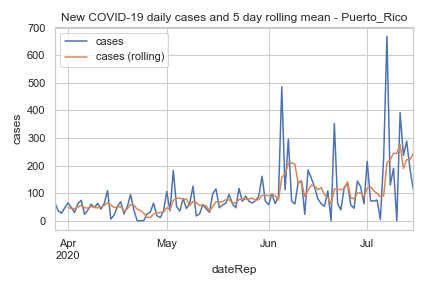 New COVID-19 daily cases and 5 day rolling mean - Puerto_Rico
700
cases
cases (rolling)
600
500
400
300
200
100
0
cases
Apr
2020
May
Jun
Jul
dateRep